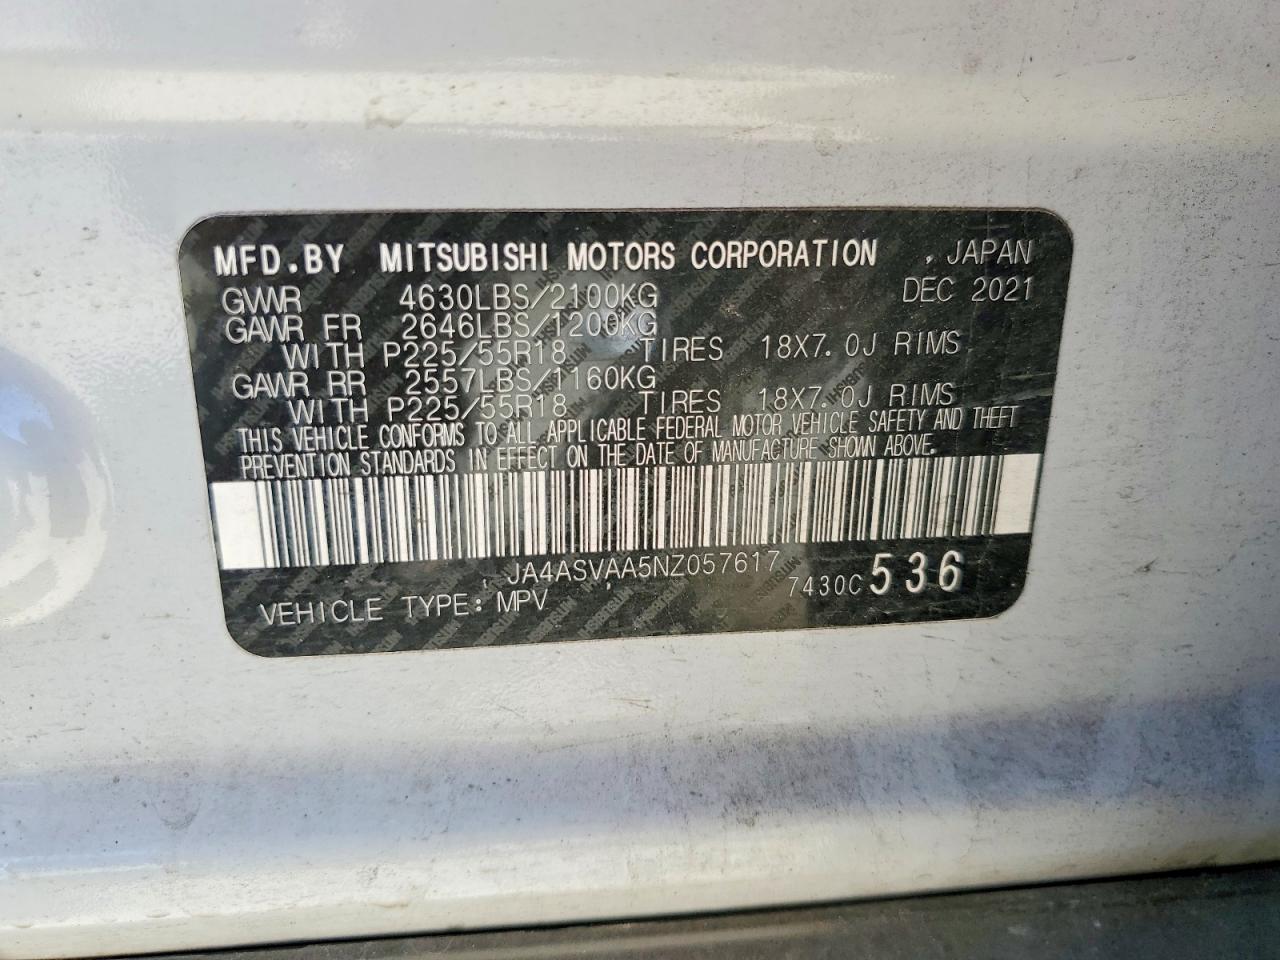 MFD.BY MITSUBISHI MOTORS CORPORATION , JAPAN
GVWR 4630LBS/2100KG DEC 2021
GAWR FR 2646LBS/1200KG
WITH P225/55R18 TIRES 18X7.0J RIMS
GAWR RR 2557LBS/1160KG
WITH P225/55R18 TIRES 18X7.0J RIMS
THIS VEHICLE CONFORMS TO ALL APPLICABLE FEDERAL MOTOR VEHICLE SAFETY AND THEFT
PREVENTION STANDARDS IN EFFECT ON THE DATE OF MANUFACTURE SHOWN ABOVE.
JA4ASVAA5NZ057617
VEHICLE TYPE: MPV 7430C 536